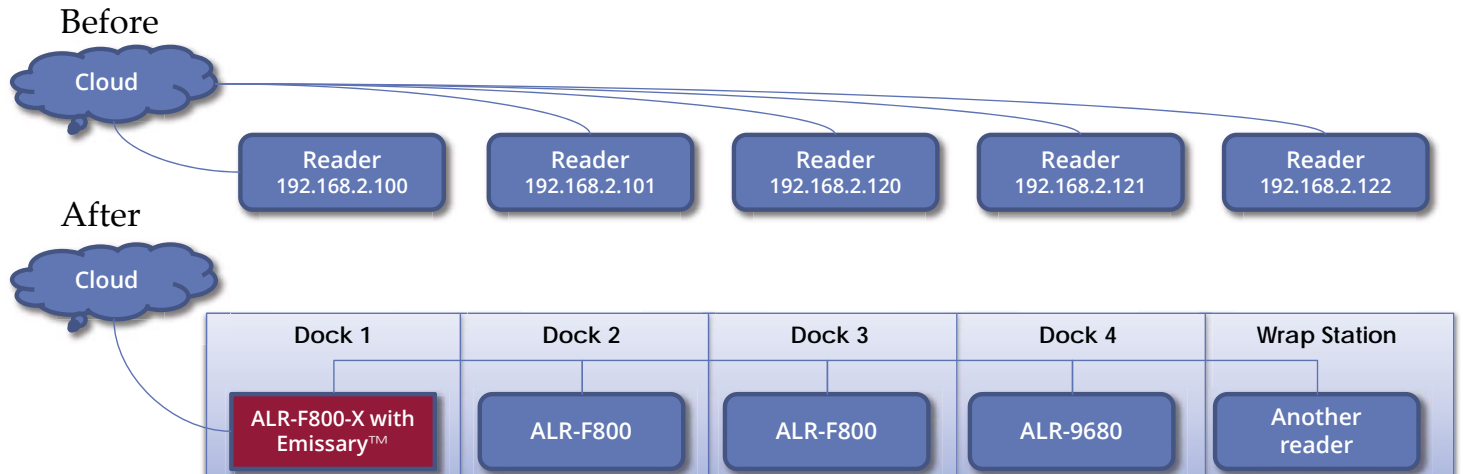 Before
Cloud
Reader
192.168.2.100
Reader
192.168.2.101
Reader
192.168.2.120
Reader
192.168.2.121
Reader
192.168.2.122
After
Cloud
Dock 1
Dock 2
Dock 3
Dock 4
Wrap Station
ALR-F800-X with
Emissary™
ALR-F800
ALR-F800
ALR-9680
Another
reader